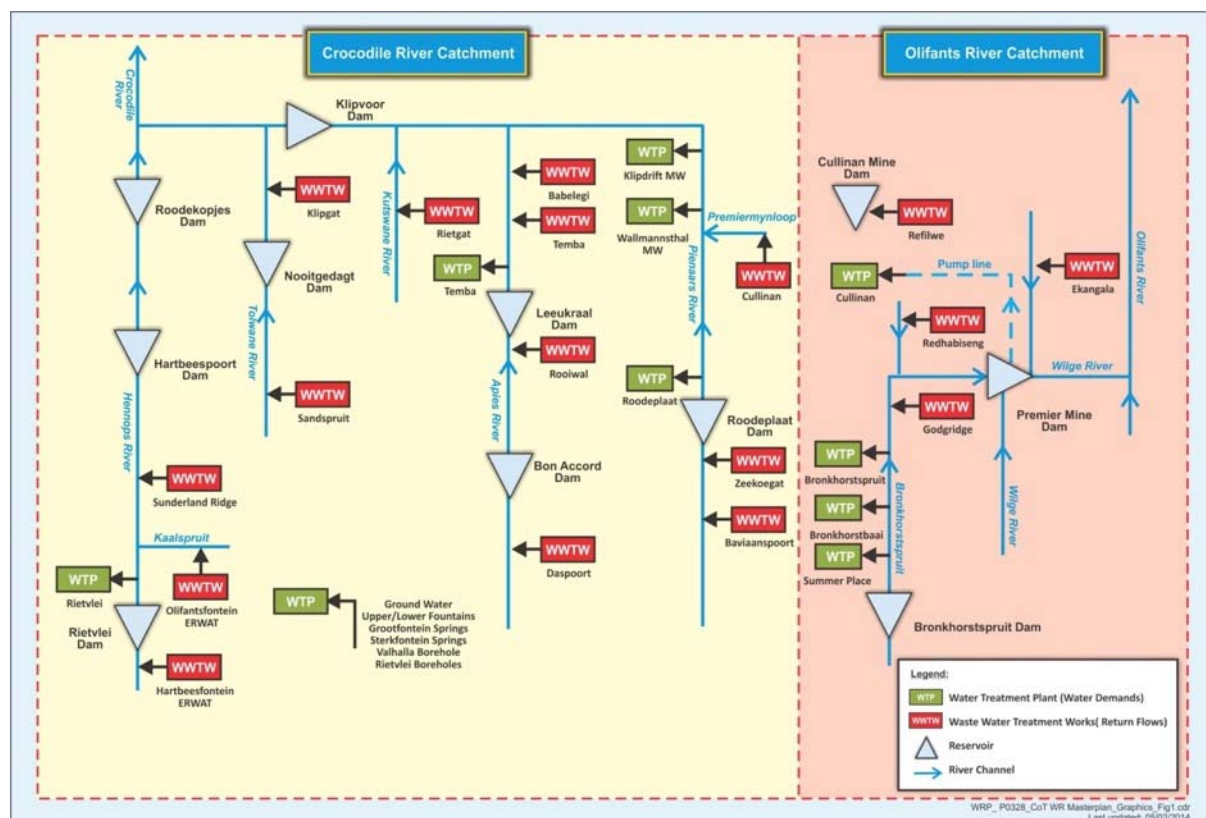 Crocodile River Catchment
Olifants River Catchment
Crocodile
River
Klipvoor
Dam
Roodekopjes
Dam
WWTW
Klipgat
Nooitgedagt
Dam
Tolwane River
WWTW
Sandspruit
Hartbeespoort
Dam
Hennops River
WWTW
Sunderland Ridge
Kaalspruit
WTP
Rietvlei
WWTW
Olifantsfontein
ERWAT
Rietvlei
Dam
WWTW
Hartbeesfontein
ERWAT
WTP
Ground Water
Upper/Lower Fountains
Grootfontein Springs
Sterkfontein Springs
Valhalla Borehole
Rietvlei Boreholes
Kutswane River
WWTW
Rietgat
WWTW
Babelegi
WWTW
Temba
WTP
Temba
Leeukraal
Dam
WWTW
Rooiwal
Apies River
Bon Accord
Dam
WWTW
Daspoort
WTP
Klipdrift MW
WTP
Wallmannsthal
MW
Premiermynloop
WWTW
Cullinan
Pienaars River
WTP
Roodeplaat
Roodeplaat
Dam
WWTW
Zeekoegat
WWTW
Baviaanspoort
Cullinan Mine
Dam
WWTW
Refilwe
WTP
Cullinan
Pump line
WWTW
Ekangala
Olifants River
WWTW
Redhabiseng
Wilge River
Premier Mine
Dam
WWTW
Godgridge
WTP
Bronkhorstspruit
WTP
Bronkhorstbaai
WTP
Summer Place
Bronkhorstspruit
Wilge River
Bronkhorstspruit Dam
Legend:
WTP Water Treatment Plant (Water Demands)
WWTW Waste Water Treatment Works( Return Flows)
Reservoir
River Channel
WRP_ P0328_CoT WR Masterplan_Graphics_Fig1.cdr
Last updated: 05/02/2014